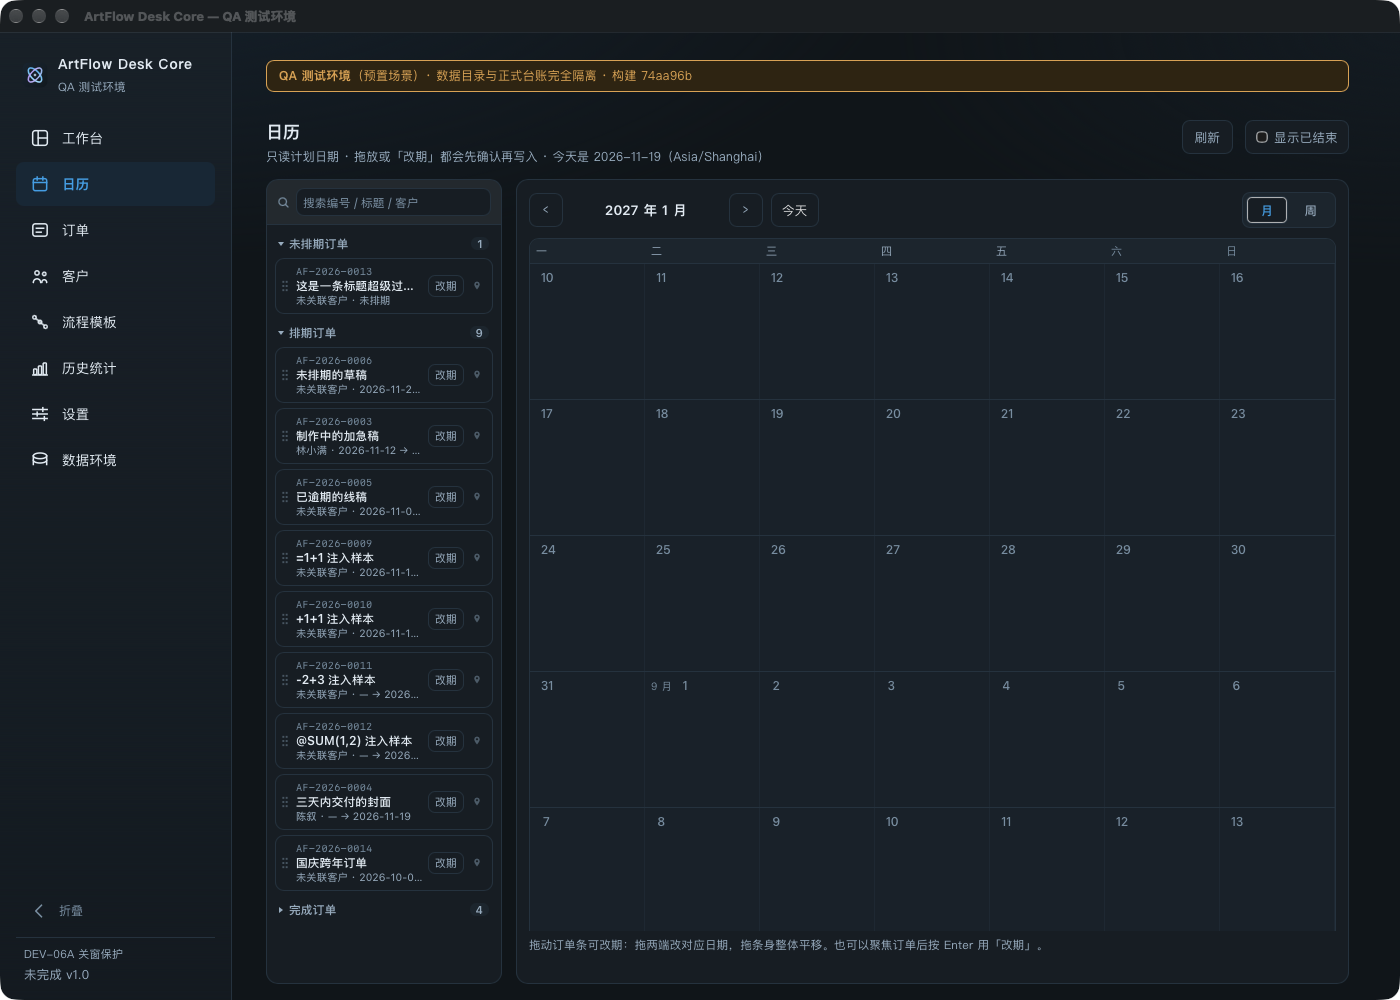 ArtFlow Desk Core — QA 测试环境
ArtFlow Desk Core
QA 测试环境
工作台
日历
订单
客户
流程模板
历史统计
设置
数据环境
折叠
DEV-06A 关窗保护
未完成 v1.0
QA 测试环境（预置场景）· 数据目录与正式台账完全隔离 · 构建 74aa96b
日历
只读计划日期 · 拖放或「改期」都会先确认再写入 · 今天是 2026-11-19（Asia/Shanghai）
刷新
显示已结束
搜索编号 / 标题 / 客户
未排期订单 1
AF-2026-0013
这是一条标题超级过...
未关联客户 · 未排期
改期
排期订单 9
AF-2026-0006
未排期的草稿
未关联客户 · 2026-11-2...
改期
AF-2026-0003
制作中的加急稿
林小满 · 2026-11-12 → ...
改期
AF-2026-0005
已逾期的线稿
未关联客户 · 2026-11-0...
改期
AF-2026-0009
=1+1 注入样本
未关联客户 · 2026-11-1...
改期
AF-2026-0010
+1+1 注入样本
未关联客户 · 2026-11-1...
改期
AF-2026-0011
-2+3 注入样本
未关联客户 · — → 2026...
改期
AF-2026-0012
@SUM(1,2) 注入样本
未关联客户 · — → 2026...
改期
AF-2026-0004
三天内交付的封面
陈叙 · — → 2026-11-19
改期
AF-2026-0014
国庆跨年订单
未关联客户 · 2026-10-0...
改期
完成订单 4
< 2027 年 1 月 > 今天
月 周
一 二 三 四 五 六 日
10 11 12 13 14 15 16
17 18 19 20 21 22 23
24 25 26 27 28 29 30
31 9 月 1 2 3 4 5 6
7 8 9 10 11 12 13
拖动订单条可改期：拖两端改对应日期，拖条身整体平移。也可以聚焦订单后按 Enter 用「改期」。